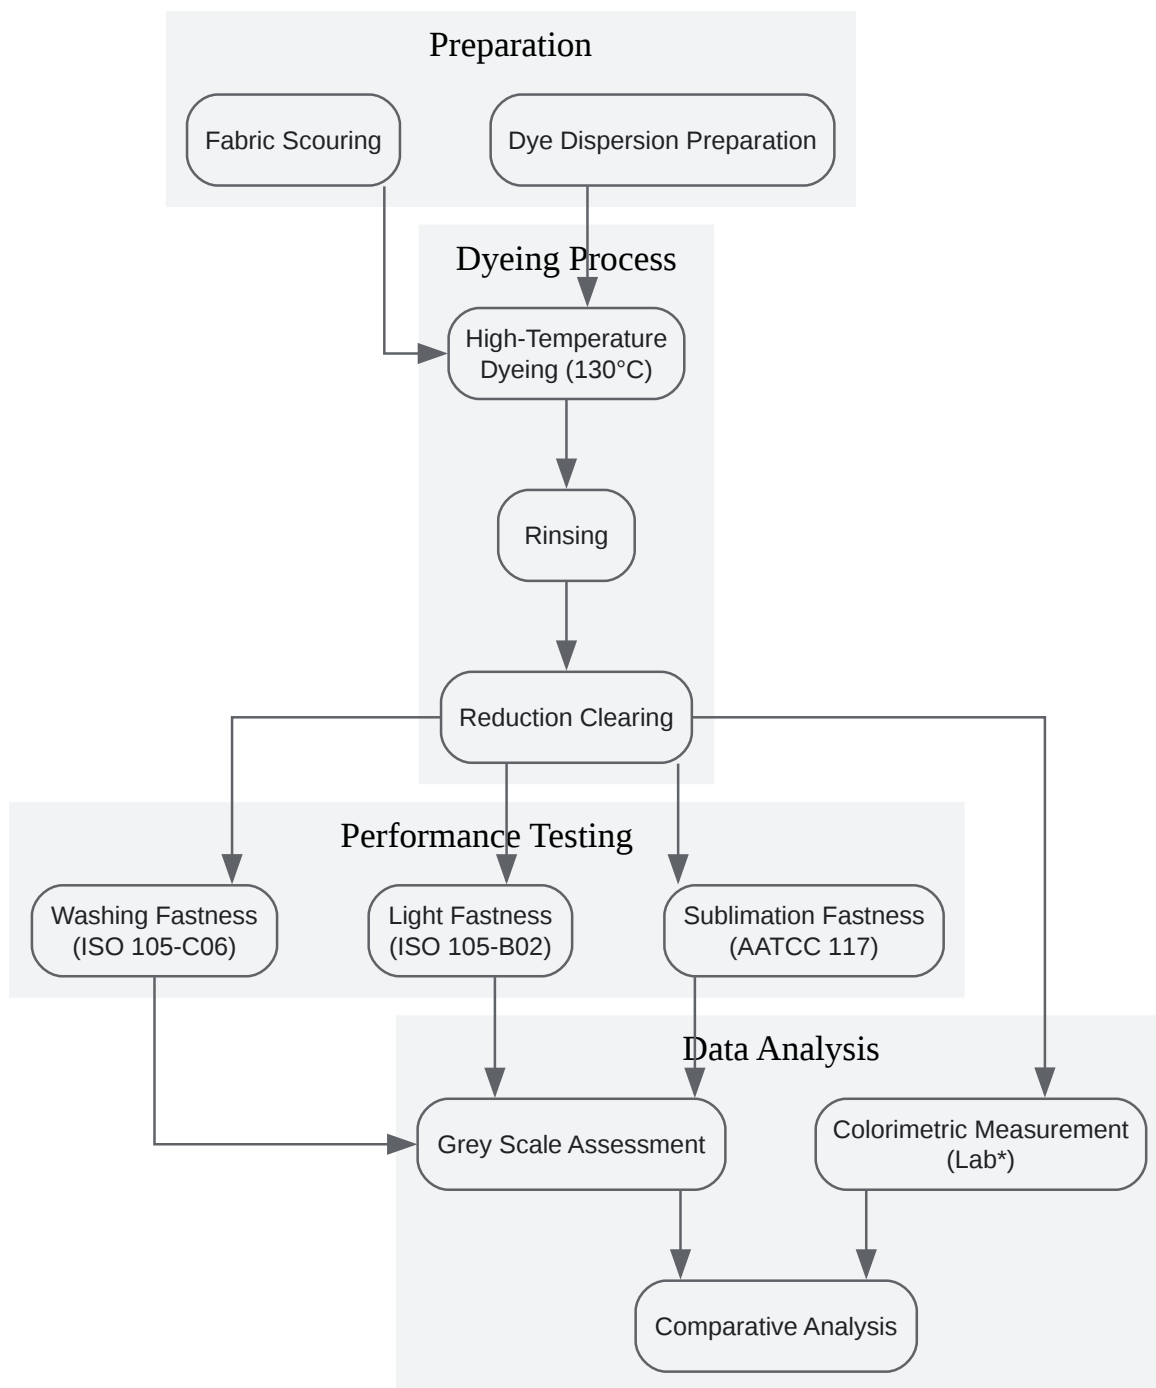 Preparation
Fabric Scouring
Dye Dispersion Preparation
Dyeing Process
High-Temperature
Dyeing (130°C)
Rinsing
Reduction Clearing
Performance Testing
Washing Fastness
(ISO 105-C06)
Light Fastness
(ISO 105-B02)
Sublimation Fastness
(AATCC 117)
Data Analysis
Grey Scale Assessment
Colorimetric Measurement
(Lab*)
Comparative Analysis